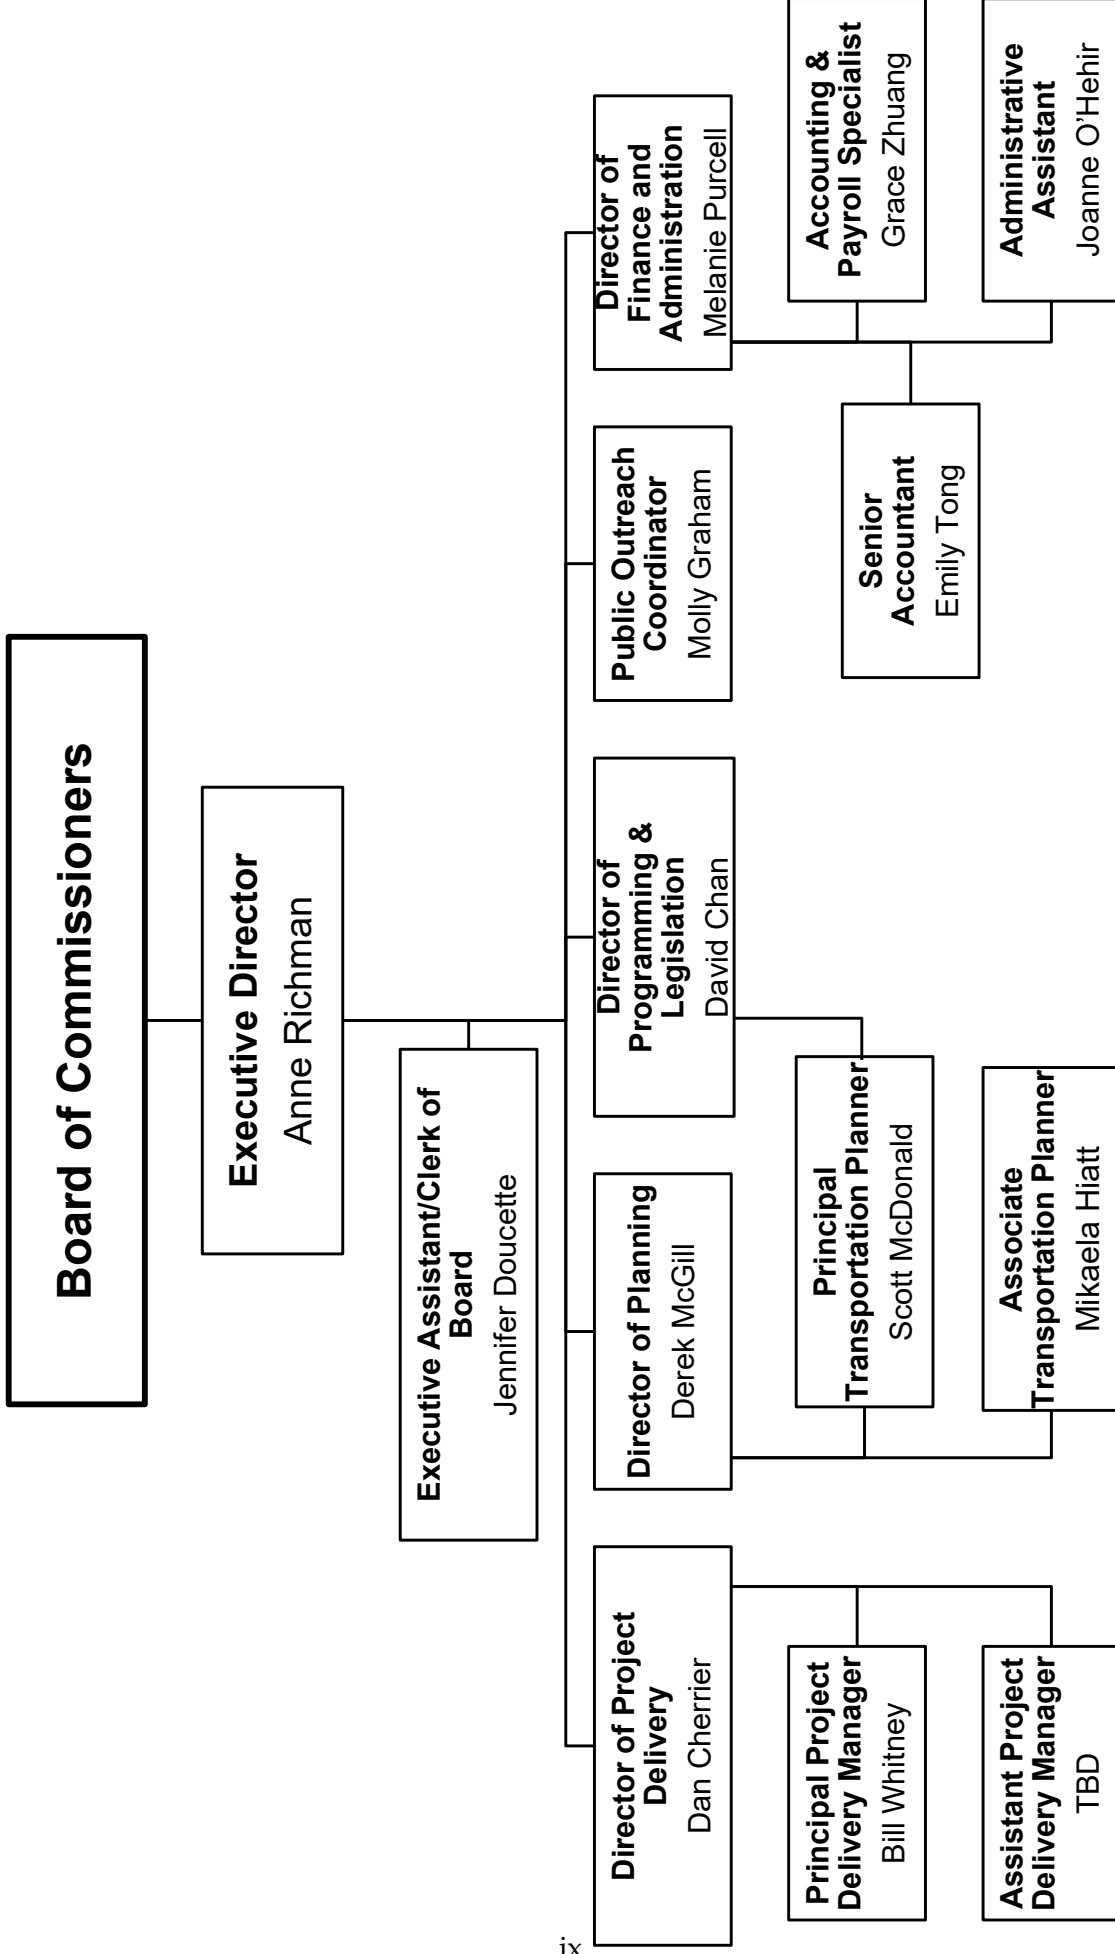 Board of Commissioners
Executive Director
Anne Richman
Executive Assistant/Clerk of
Board
Jennifer Doucette
Director of Project
Delivery
Dan Cherrier
Director of Planning
Derek McGill
Director of
Programming &
Legislation
David Chan
Public Outreach
Coordinator
Molly Graham
Director of
Finance and
Administration
Melanie Purcell
Principal Project
Delivery Manager
Bill Whitney
Principal
Transportation Planner
Scott McDonald
Senior
Accountant
Emily Tong
Accounting &
Payroll Specialist
Grace Zhuang
Assistant Project
Delivery Manager
TBD
Associate
Transportation Planner
Mikaela Hiatt
Administrative
Assistant
Joanne O'Hehir
ix